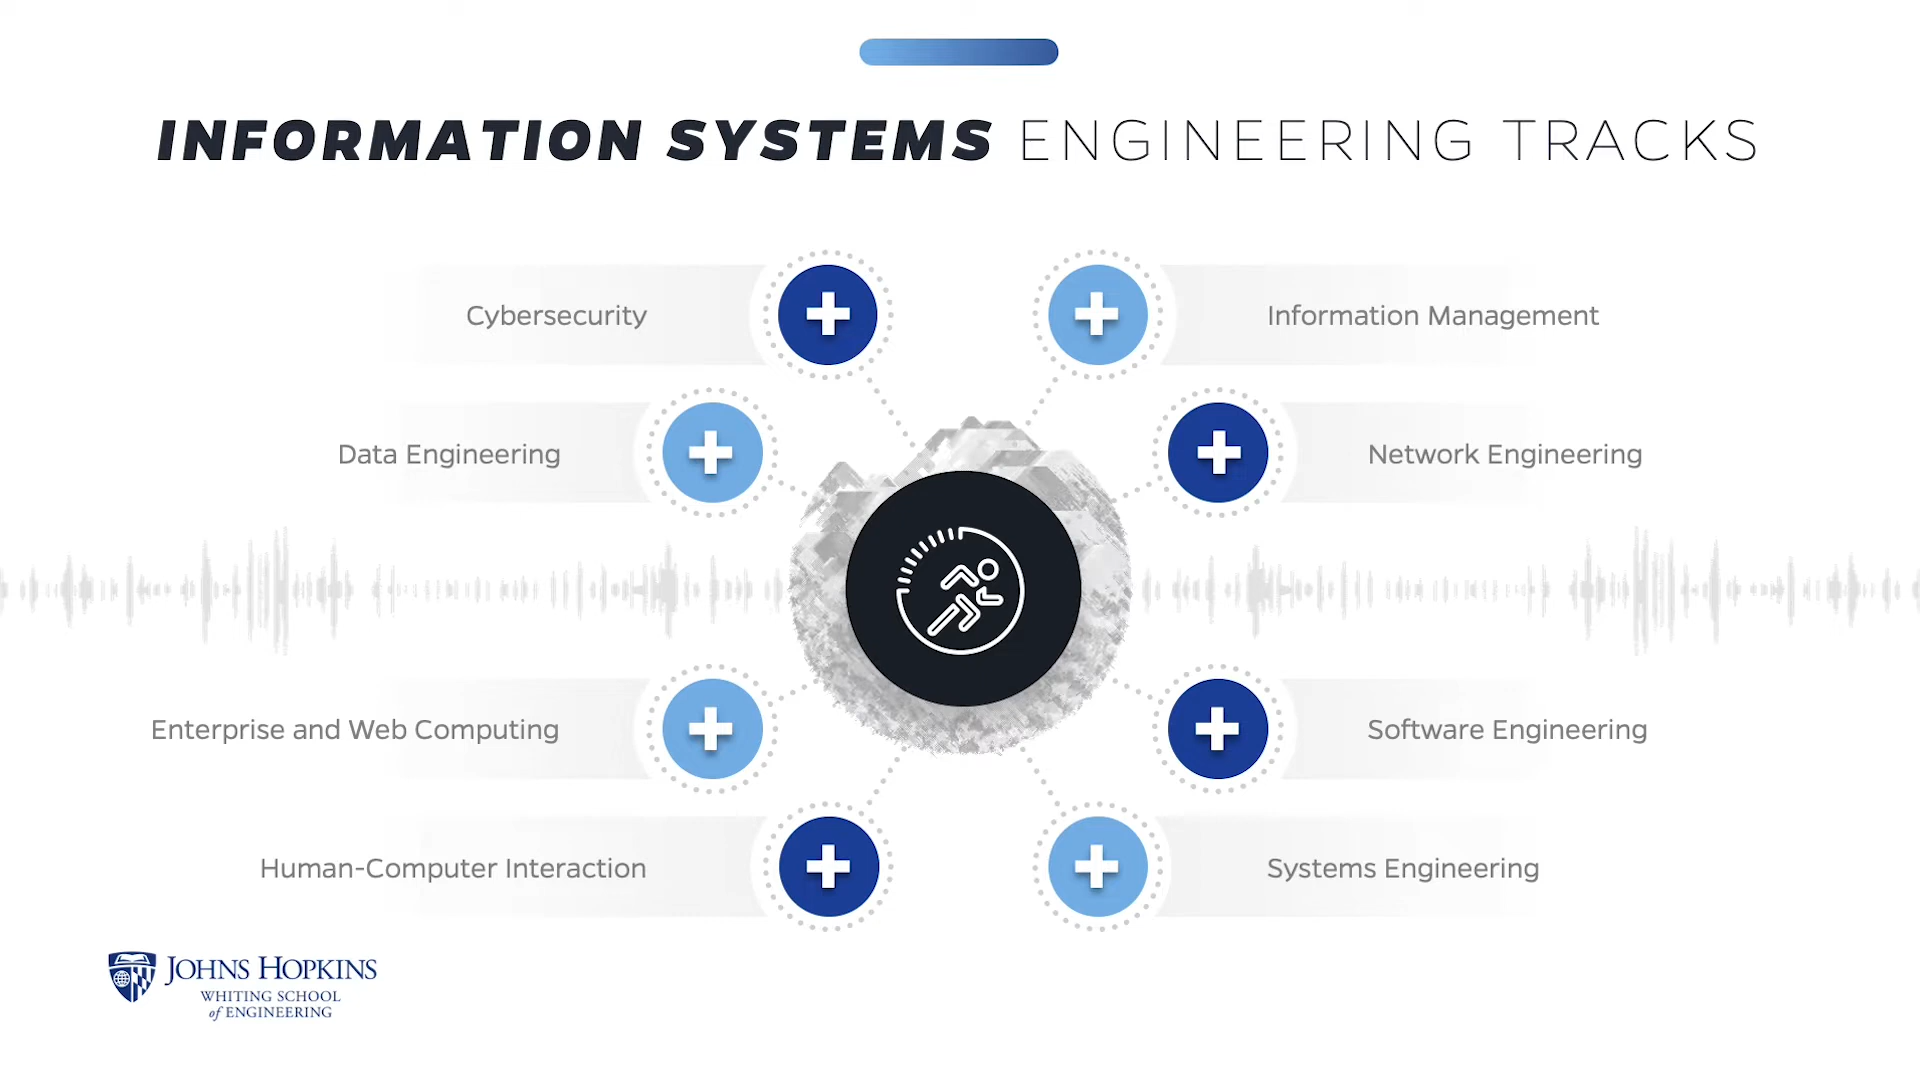 INFORMATION SYSTEMS ENGINEERING TRACKS
Cybersecurity
Data Engineering
Enterprise and Web Computing
Human-Computer Interaction
Information Management
Network Engineering
Software Engineering
Systems Engineering
JOHNS HOPKINS
WHITING SCHOOL
of ENGINEERING